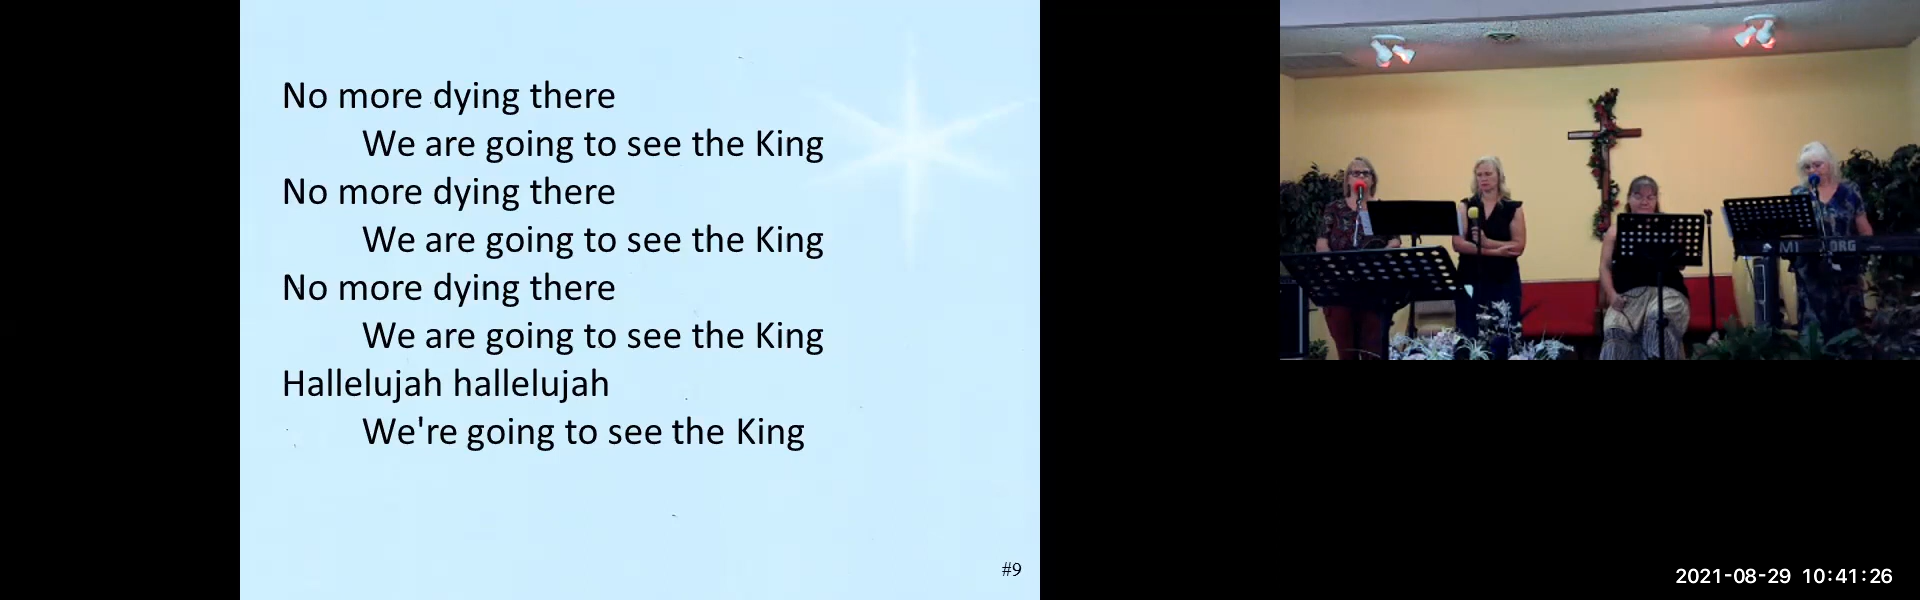 No more dying there
We are going to see the King
No more dying there
We are going to see the King
No more dying there
We are going to see the King
Hallelujah hallelujah
We're going to see the King
#9
2021-08-29 10:41:26